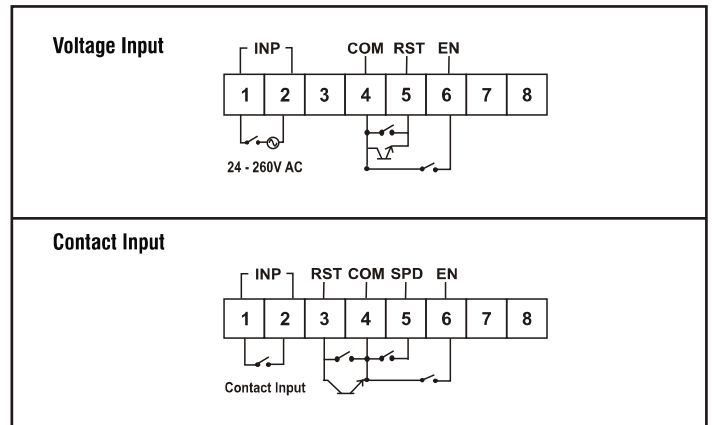 Voltage Input
INP COM RST EN
1 2 3 4 5 6 7 8
24 - 260V AC
Contact Input
INP RST COM SPD EN
1 2 3 4 5 6 7 8
Contact Input